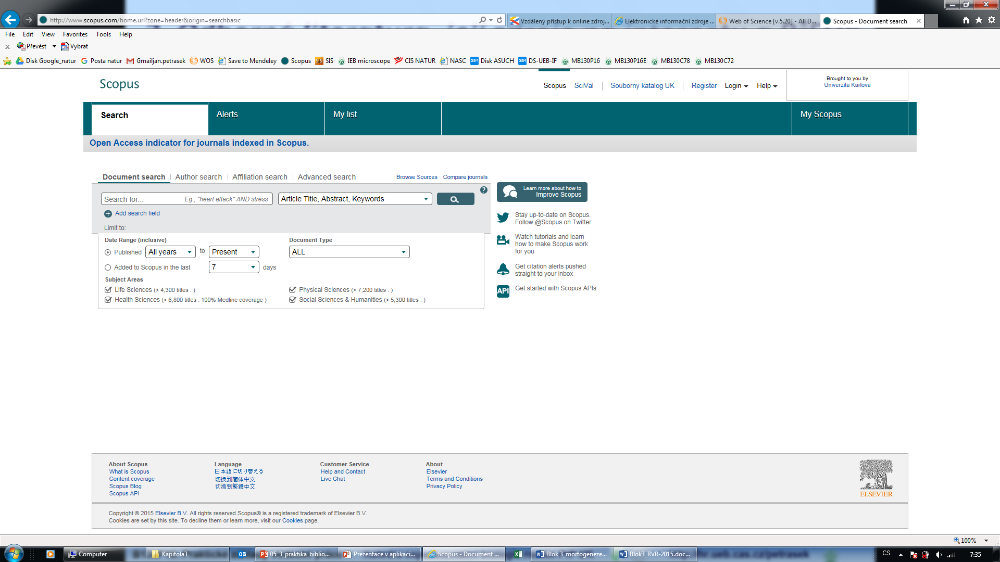 http://www.scopus.com/home.url?zone=header&origin=searchbasic
Vzdálený přístup k online zdroj...
Elektronické informační zdroje ...
Web of Science [v.5.20] - All D...
Scopus - Document search
File Edit View Favorites Tools Help
x Převést Vybrat
Disk Google_natur Posta natur Gmailjan.petrasek WOS Save to Mendeley Scopus SIS IEB microscope CIS NATUR NASC Disk ASUCH DS-UEB-IF MB130P16 MB130P16E MB130C78 MB130C72
Scopus
Scopus SciVal Souborny katalog UK Register Login Help
Brought to you by
Univerzita Karlova
Search Alerts My list My Scopus
Open Access indicator for journals indexed in Scopus.
Document search Author search Affiliation search Advanced search Browse Sources Compare journals
Search for... Eg., "heart attack" AND stress Article Title, Abstract, Keywords
Add search field
Limit to:
Date Range (inclusive) Document Type
Published All years to Present ALL
Added to Scopus in the last 7 days
Subject Areas
Life Sciences (> 4,300 titles . ) Physical Sciences (> 7,200 titles . )
Health Sciences (> 6,800 titles . 100% Medline coverage ) Social Sciences & Humanities (> 5,300 titles . )
?
Learn more about how to
Improve Scopus
Stay up-to-date on Scopus.
Follow @Scopus on Twitter
Watch tutorials and learn
how to make Scopus work
for you
Get citation alerts pushed
straight to your inbox
API Get started with Scopus APIs
About Scopus
What is Scopus
Content coverage
Scopus Blog
Scopus API
Language
日本語に切り替える
切换到简体中文
切換到繁體中文
Customer Service
Help and Contact
Live Chat
About
Elsevier
Terms and Conditions
Privacy Policy
ELSEVIER
Copyright © 2015 Elsevier B.V. All rights reserved.Scopus® is a registered trademark of Elsevier B.V.
Cookies are set by this site. To decline them or learn more, visit our Cookies page.
100%
Computer Kapitola3 05_3_praktika_biblio... Prezentace v aplikaci... Scopus - Document ... Blok 3_morfogeneze... Blok3_RVR-2015.doc... CS 7:35